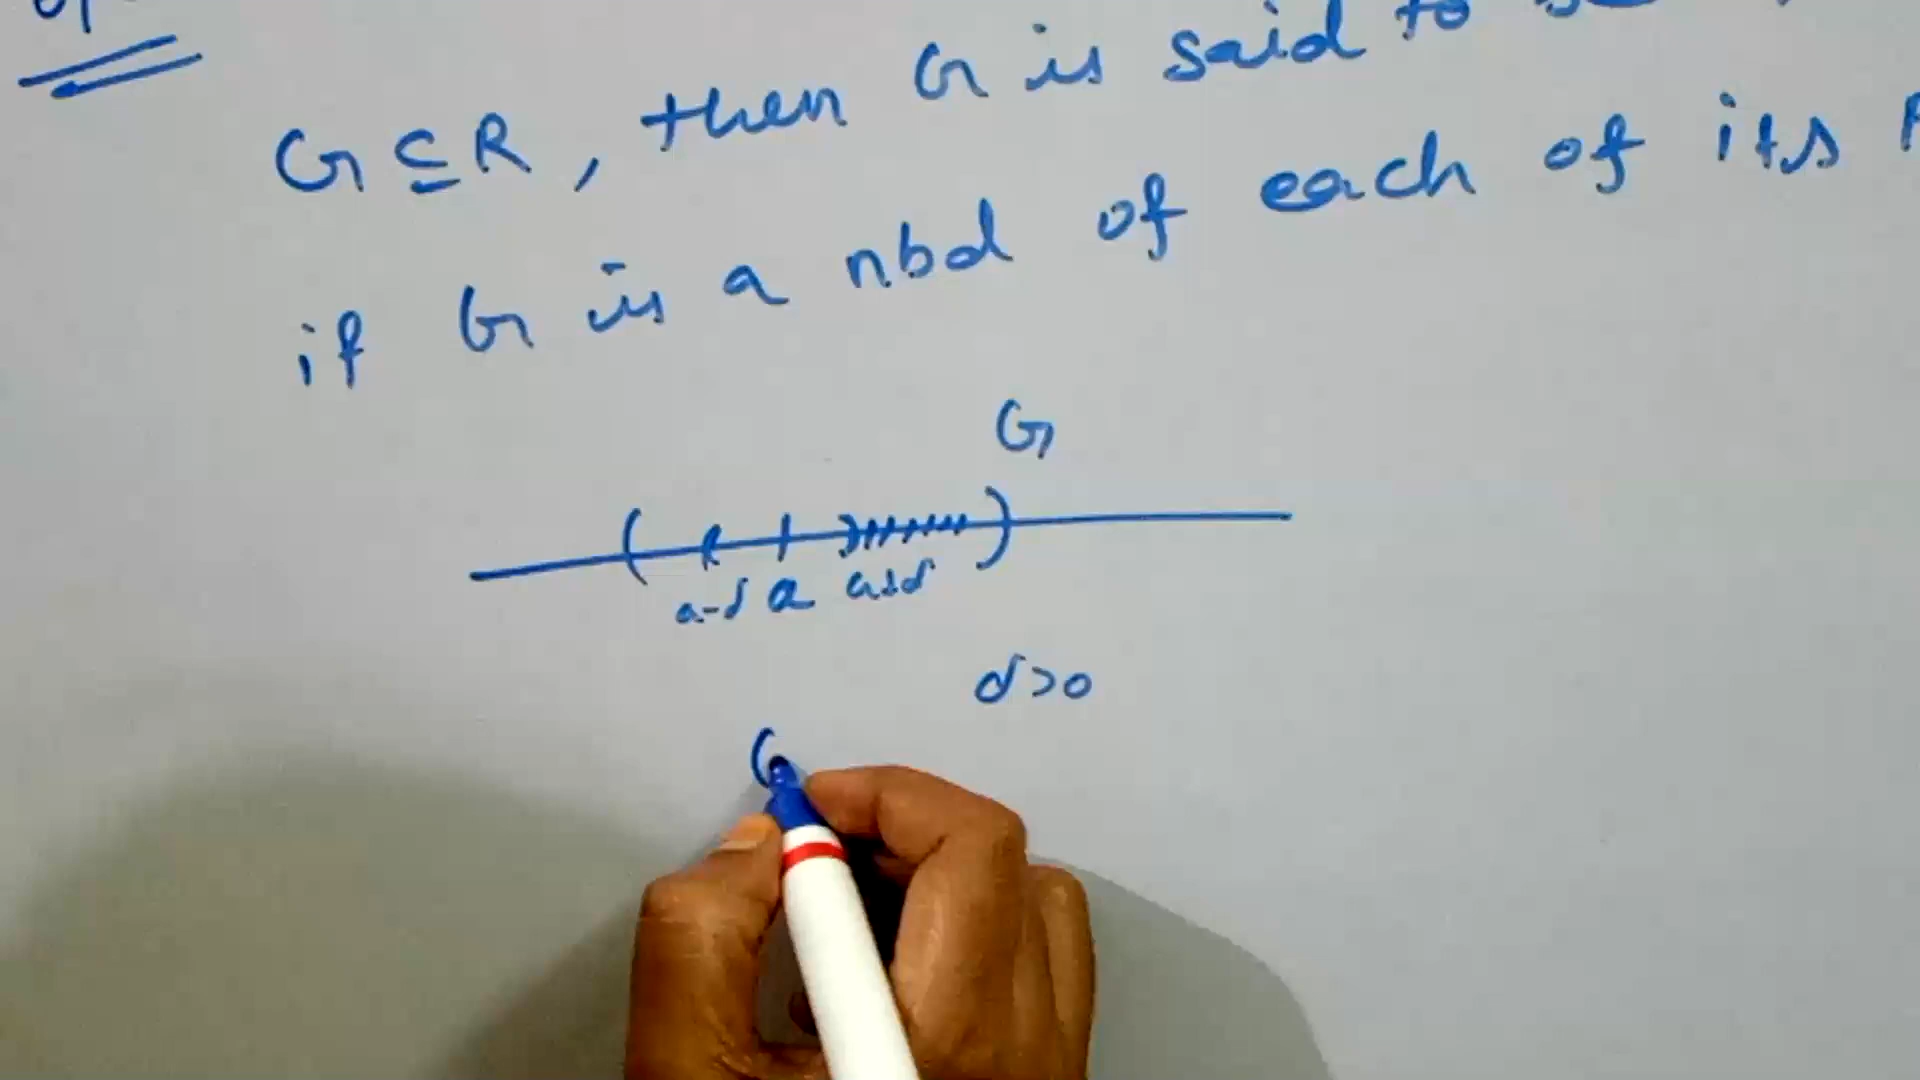 G ⊆ R, then G is said to
if G is a nbd of each of its
G
( ( | ) )
a-δ a a+δ
δ>0
(